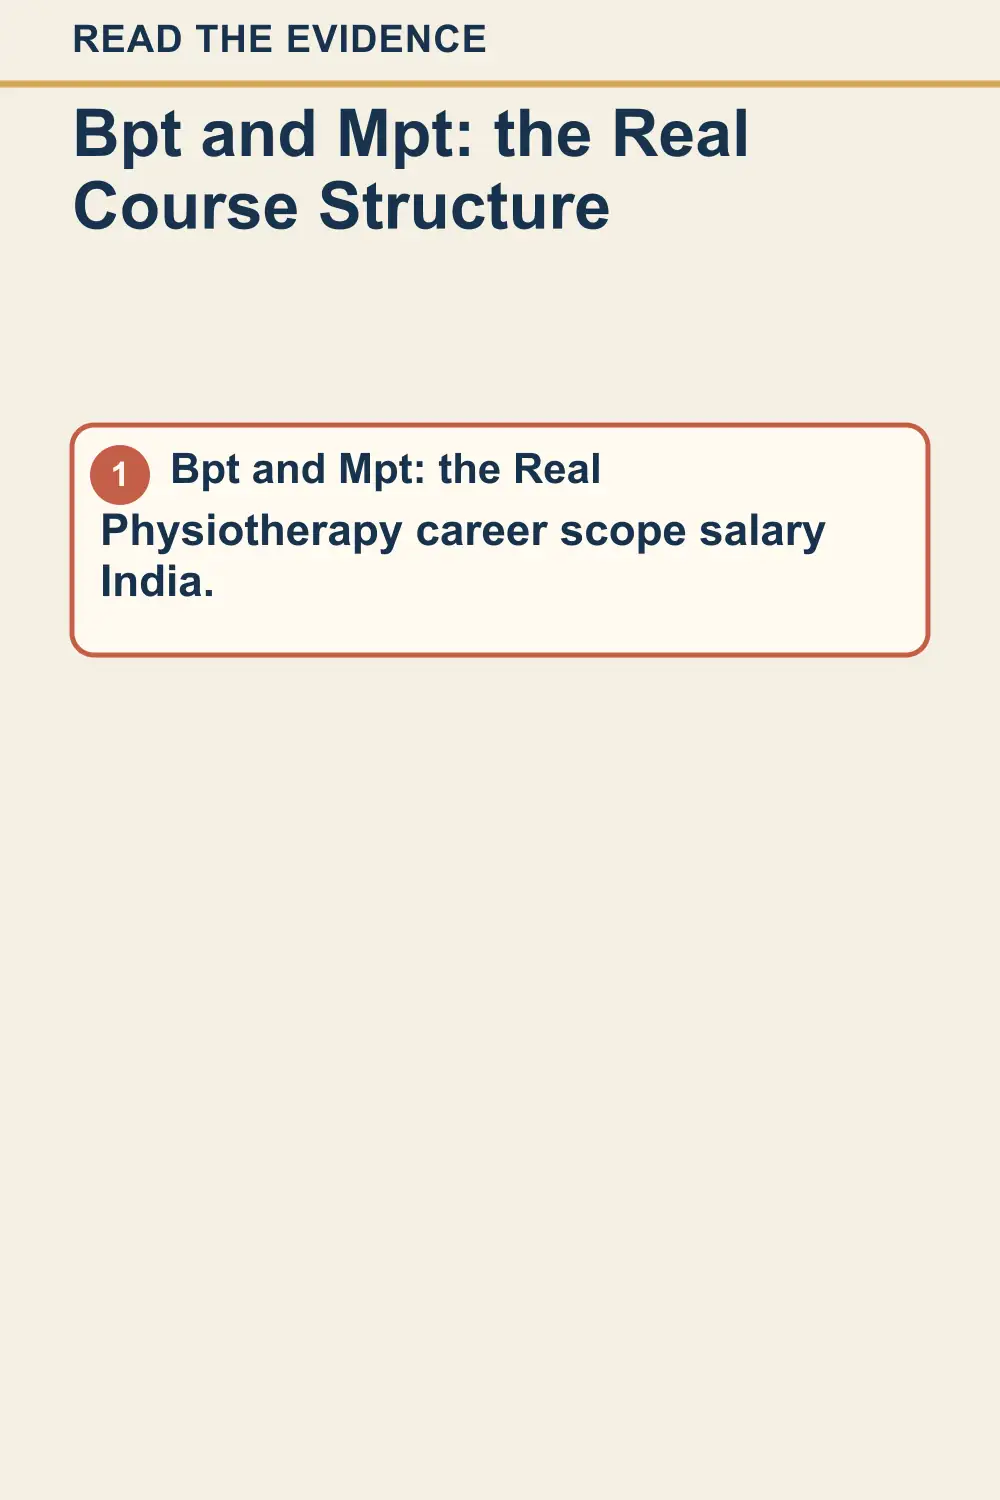 READ THE EVIDENCE
Bpt and Mpt: the Real
Course Structure
1 Bpt and Mpt: the Real
Physiotherapy career scope salary
India.